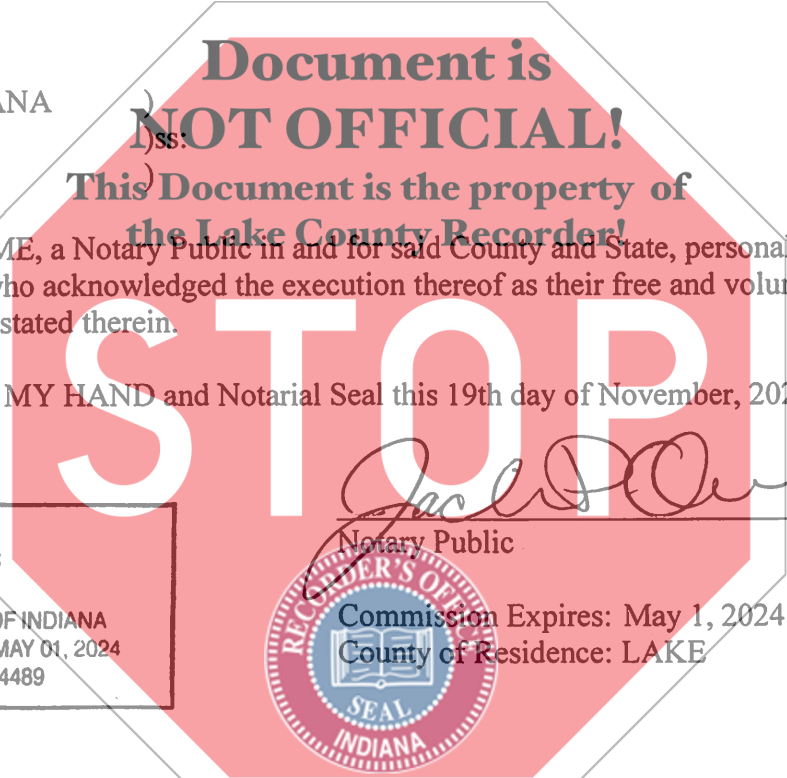 Document is
ANA )
NOT OFFICIAL!
)ss:
)
This Document is the property of
the Lake County Recorder!
ME, a Notary Public in and for said County and State, personal
who acknowledged the execution thereof as their free and volun
stated therein.
STOP
MY HAND and Notarial Seal this 19th day of November, 202
Notary Public
OF INDIANA
MAY 01, 2024
4489
Commission Expires: May 1, 2024
County of Residence: LAKE
RECORDER'S OFFICE
SEAL
INDIANA